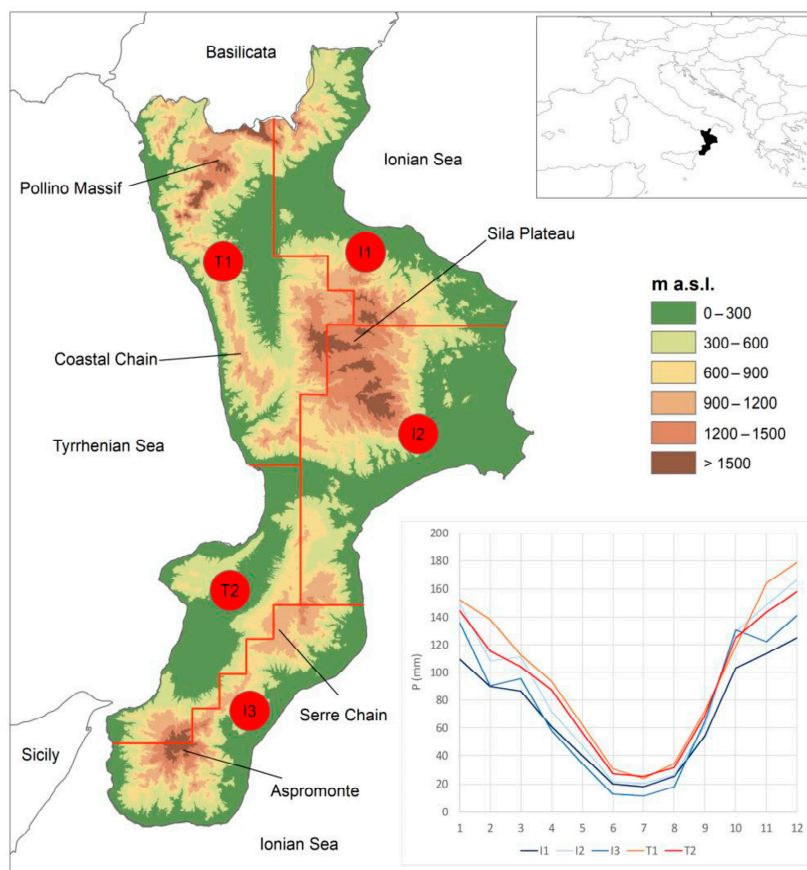 Basilicata
Ionian Sea
Pollino Massif
Sila Plateau
T1
I1
m a.s.l.
0–300
300–600
600–900
900–1200
1200–1500
> 1500
Coastal Chain
Tyrrhenian Sea
I2
T2
Serre Chain
I3
Sicily
Aspromonte
Ionian Sea
200
180
160
140
120
100
80
60
40
20
0
P (mm)
1 2 3 4 5 6 7 8 9 10 11 12
I1 I2 I3 T1 T2